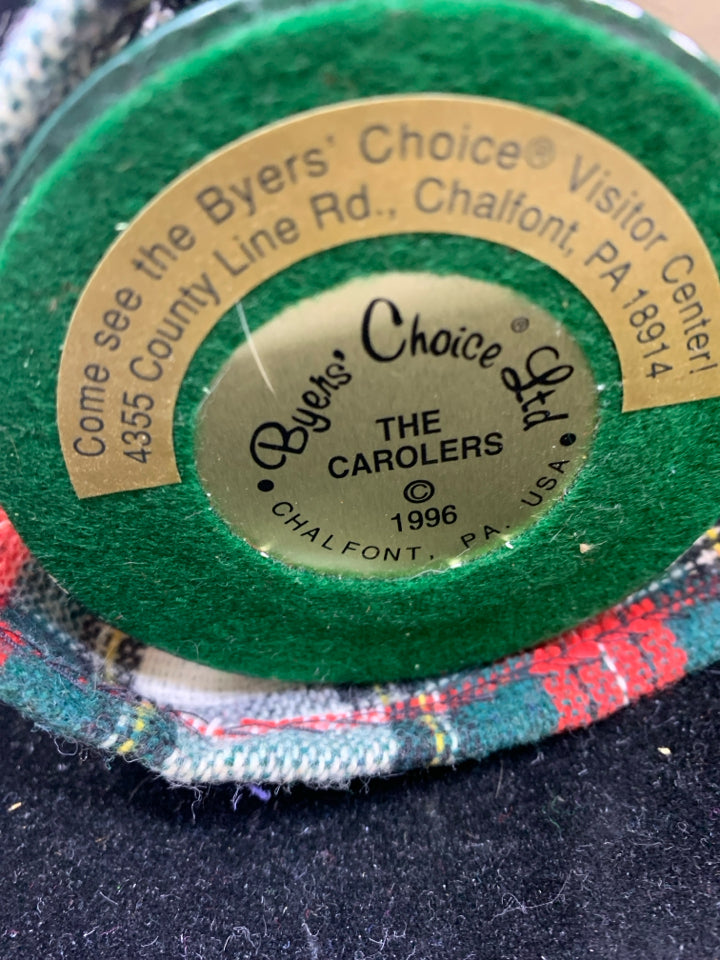 Come see the Byers' Choice® Visitor Center!
4355 County Line Rd., Chalfont, PA 18914
Byers' Choice Ltd ®
THE
CAROLERS
©
1996
• CHALFONT, PA. USA •